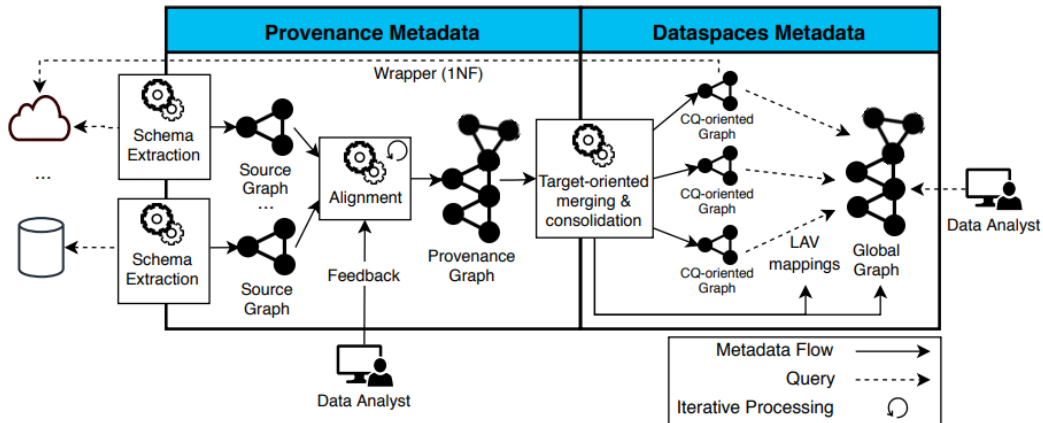 Provenance Metadata
Dataspaces Metadata
Wrapper (1NF)
Schema
Extraction
...
Schema
Extraction
Source
Graph
...
Source
Graph
Alignment
Feedback
Provenance
Graph
Target-oriented
merging &
consolidation
CQ-oriented
Graph
CQ-oriented
Graph
CQ-oriented
Graph
LAV
mappings
Global
Graph
Data Analyst
Data Analyst
Metadata Flow
Query
Iterative Processing